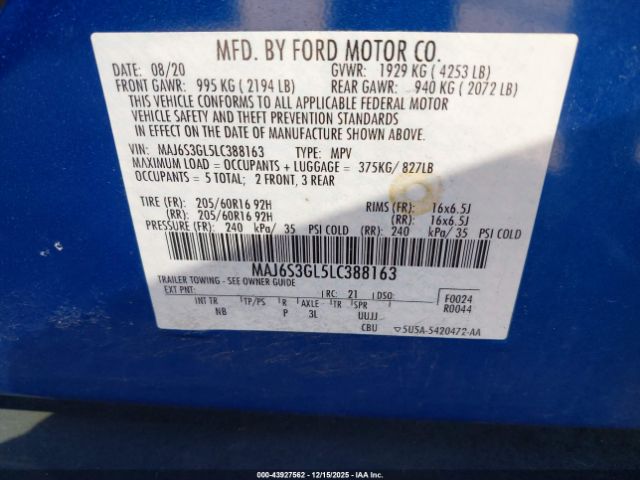 MFD. BY FORD MOTOR CO.
DATE: 08/20 GVWR: 1929 KG ( 4253 LB)
FRONT GAWR: 995 KG ( 2194 LB) REAR GAWR: 940 KG ( 2072 LB)
THIS VEHICLE CONFORMS TO ALL APPLICABLE FEDERAL MOTOR
VEHICLE SAFETY AND THEFT PREVENTION STANDARDS
IN EFFECT ON THE DATE OF MANUFACTURE SHOWN ABOVE.
VIN: MAJ6S3GL5LC388163 TYPE: MPV
MAXIMUM LOAD = OCCUPANTS + LUGGAGE = 375KG/ 827LB
OCCUPANTS = 5 TOTAL; 2 FRONT, 3 REAR
TIRE (FR): 205/60R16 92H RIMS (FR): 16x6.5J
(RR): 205/60R16 92H (RR): 16x6.5J
PRESSURE (FR): 240 kPa/ 35 PSI COLD (RR): 240 kPa/ 35 PSI COLD
MAJ6S3GL5LC388163
TRAILER TOWING - SEE OWNER GUIDE
EXT PNT: RC: 21 DSO: F0024
INT TR TP/PS R AXLE TR SPR R0044
NB P 3L UUJJ
CBU 5U5A-5420472-AA
000-43927562 - 12/15/2025 - COPART, INC.